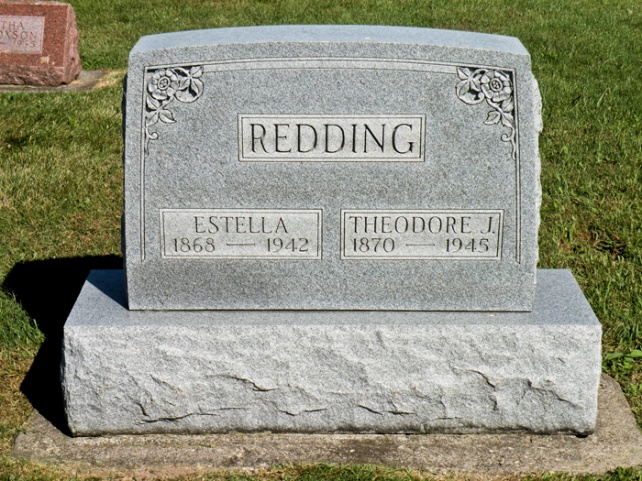 REDDING
ESTELLA
1868 — 1942
THEODORE J.
1870 — 1945